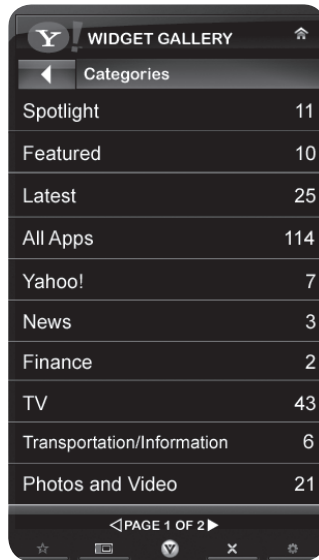 Y! WIDGET GALLERY
Categories
Spotlight 11
Featured 10
Latest 25
All Apps 114
Yahoo! 7
News 3
Finance 2
TV 43
Transportation/Information 6
Photos and Video 21
PAGE 1 OF 2